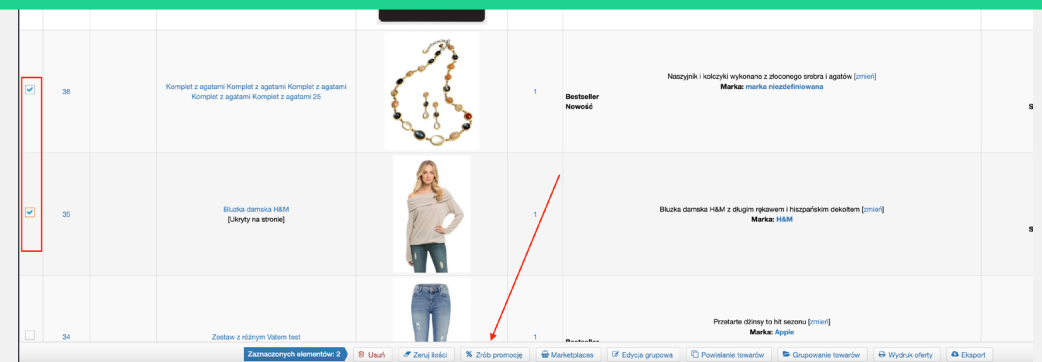 38
Komplet z agatami Komplet z agatami Komplet z agatami
Komplet z agatami Komplet z agatami 25
1
Bestseller
Nowość
Naszyjnik i kolczyki wykonano z złoconego srebra i agatów [zmień]
Marka: marka niezdefiniowana
S
35
Bluzka damska H&M
[Ukryty na stronie]
1
Bluzka damska H&M z długim rękawem i hiszpańskim dekoltem [zmień]
Marka: H&M
S
34
Zestaw z różnym Vatem test
1
Bestseller
Przetarte dżinsy to hit sezonu [zmień]
Marka: Apple
Zaznaczonych elementów: 2
Usuń
Zeruj ilości
Zrób promocję
Marketplaces
Edycja grupowa
Powielanie towarów
Grupowanie towarów
Wydruk oferty
Eksport